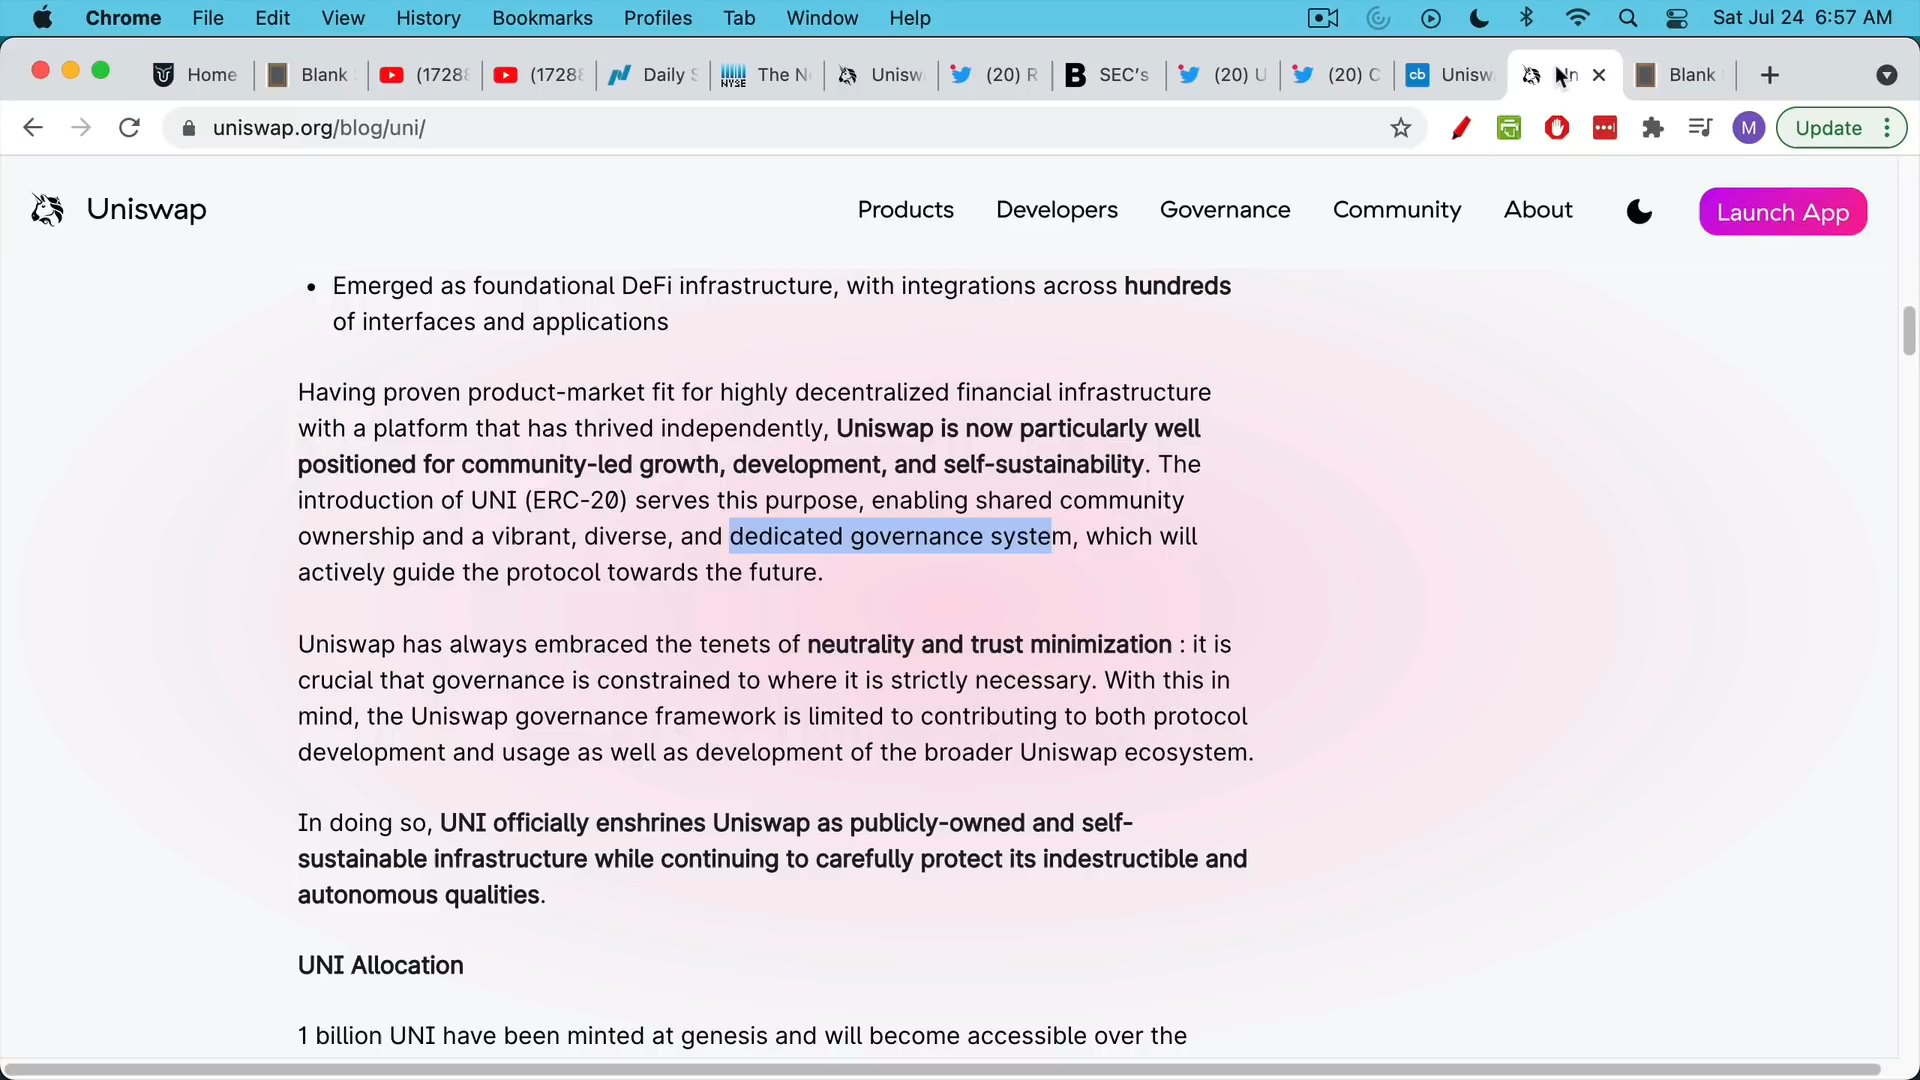 Chrome File Edit View History Bookmarks Profiles Tab Window Help Sat Jul 24 6:57 AM
Home Blank (1728 (1728 Daily S The N NYSE Unisw (20) R B SEC's (20) U (20) C cb Unisw Blank
uniswap.org/blog/uni/ M Update
Uniswap Products Developers Governance Community About Launch App
• Emerged as foundational DeFi infrastructure, with integrations across hundreds
of interfaces and applications
Having proven product-market fit for highly decentralized financial infrastructure
with a platform that has thrived independently, Uniswap is now particularly well
positioned for community-led growth, development, and self-sustainability. The
introduction of UNI (ERC-20) serves this purpose, enabling shared community
ownership and a vibrant, diverse, and dedicated governance system, which will
actively guide the protocol towards the future.
Uniswap has always embraced the tenets of neutrality and trust minimization : it is
crucial that governance is constrained to where it is strictly necessary. With this in
mind, the Uniswap governance framework is limited to contributing to both protocol
development and usage as well as development of the broader Uniswap ecosystem.
In doing so, UNI officially enshrines Uniswap as publicly-owned and self-
sustainable infrastructure while continuing to carefully protect its indestructible and
autonomous qualities.
UNI Allocation
1 billion UNI have been minted at genesis and will become accessible over the